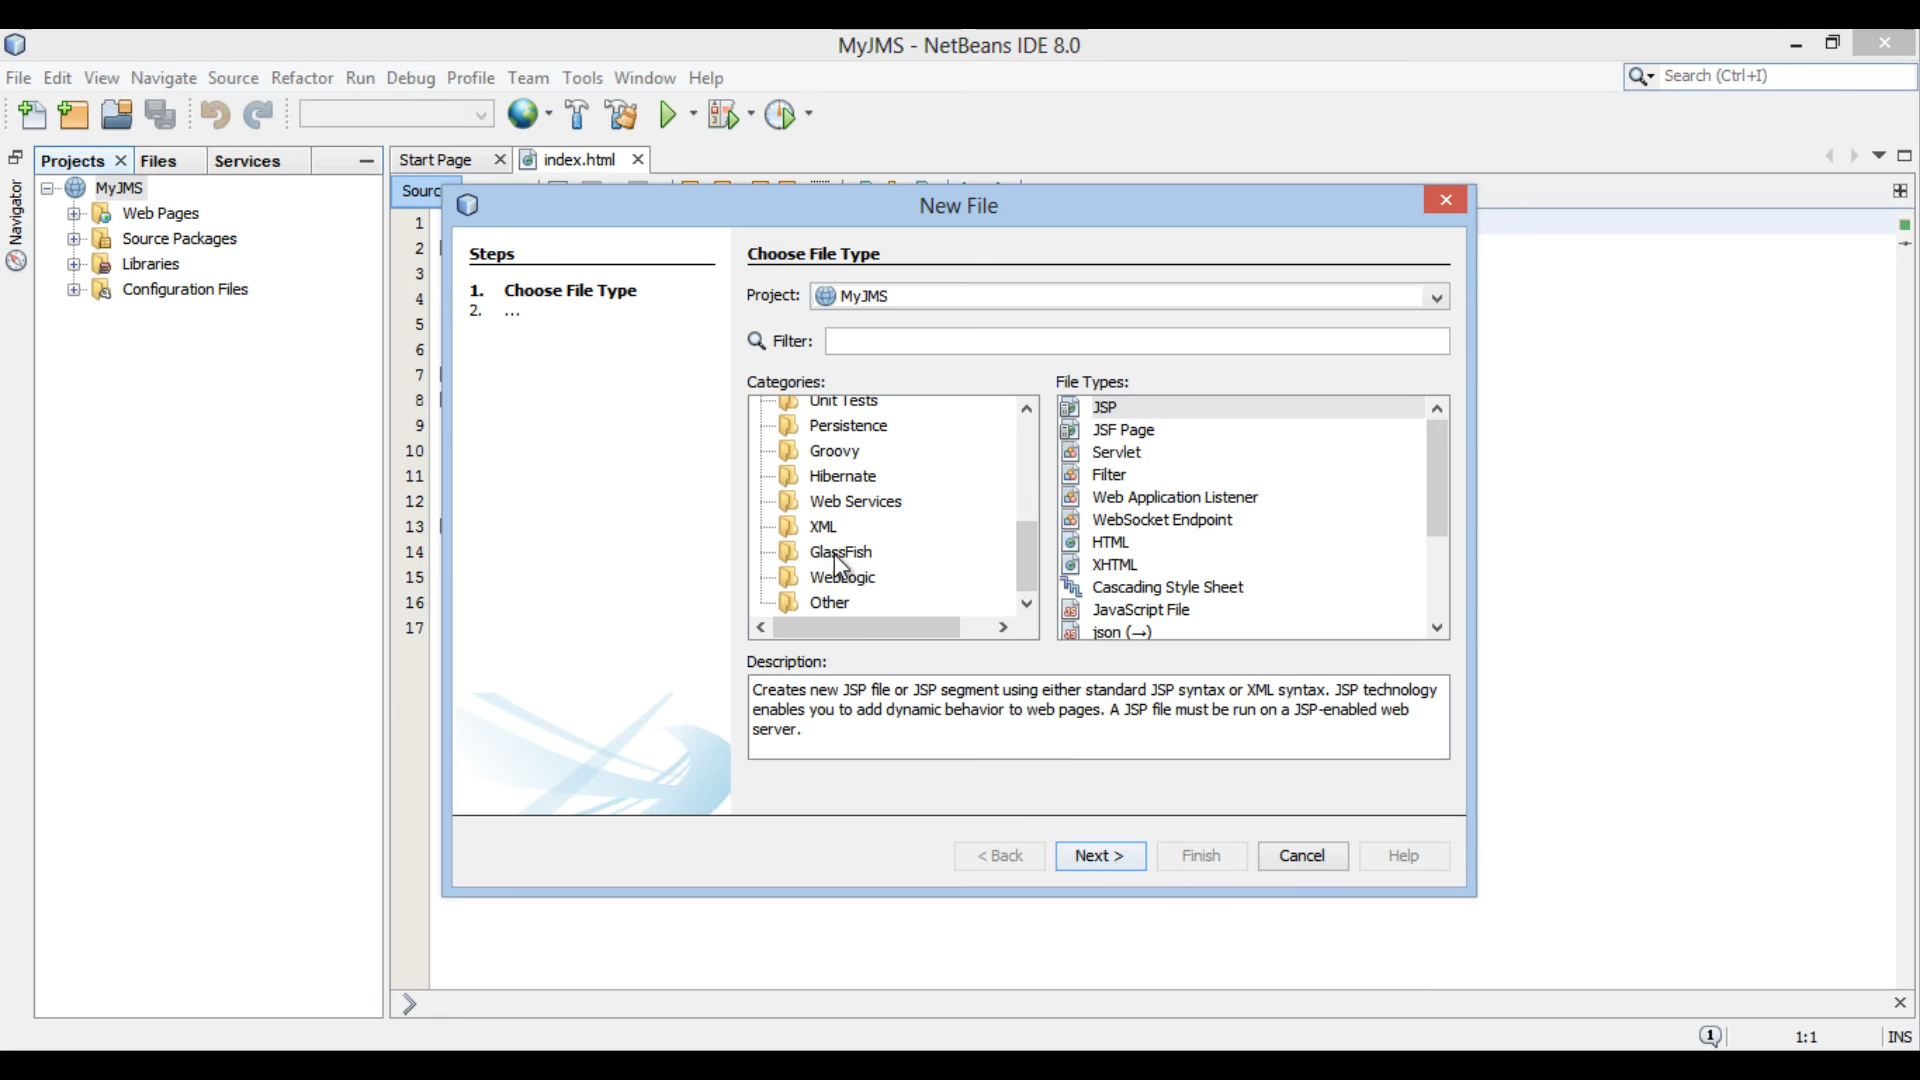 MyJMS - NetBeans IDE 8.0
File Edit View Navigate Source Refactor Run Debug Profile Team Tools Window Help
Search (Ctrl+I)
Projects Files Services
Start Page index.html
Navigator
MyJMS
Web Pages
Source Packages
Libraries
Configuration Files
Sourc
1
2
3
4
5
6
7
8
9
10
11
12
13
14
15
16
17
New File
Steps
1. Choose File Type
2. ...
Choose File Type
Project: MyJMS
Filter:
Categories:
Unit Tests
Persistence
Groovy
Hibernate
Web Services
XML
GlassFish
WebLogic
Other
File Types:
JSP
JSF Page
Servlet
Filter
Web Application Listener
WebSocket Endpoint
HTML
XHTML
Cascading Style Sheet
JavaScript File
json (→)
Description:
Creates new JSP file or JSP segment using either standard JSP syntax or XML syntax. JSP technology
enables you to add dynamic behavior to web pages. A JSP file must be run on a JSP-enabled web
server.
< Back Next > Finish Cancel Help
1 1:1 INS